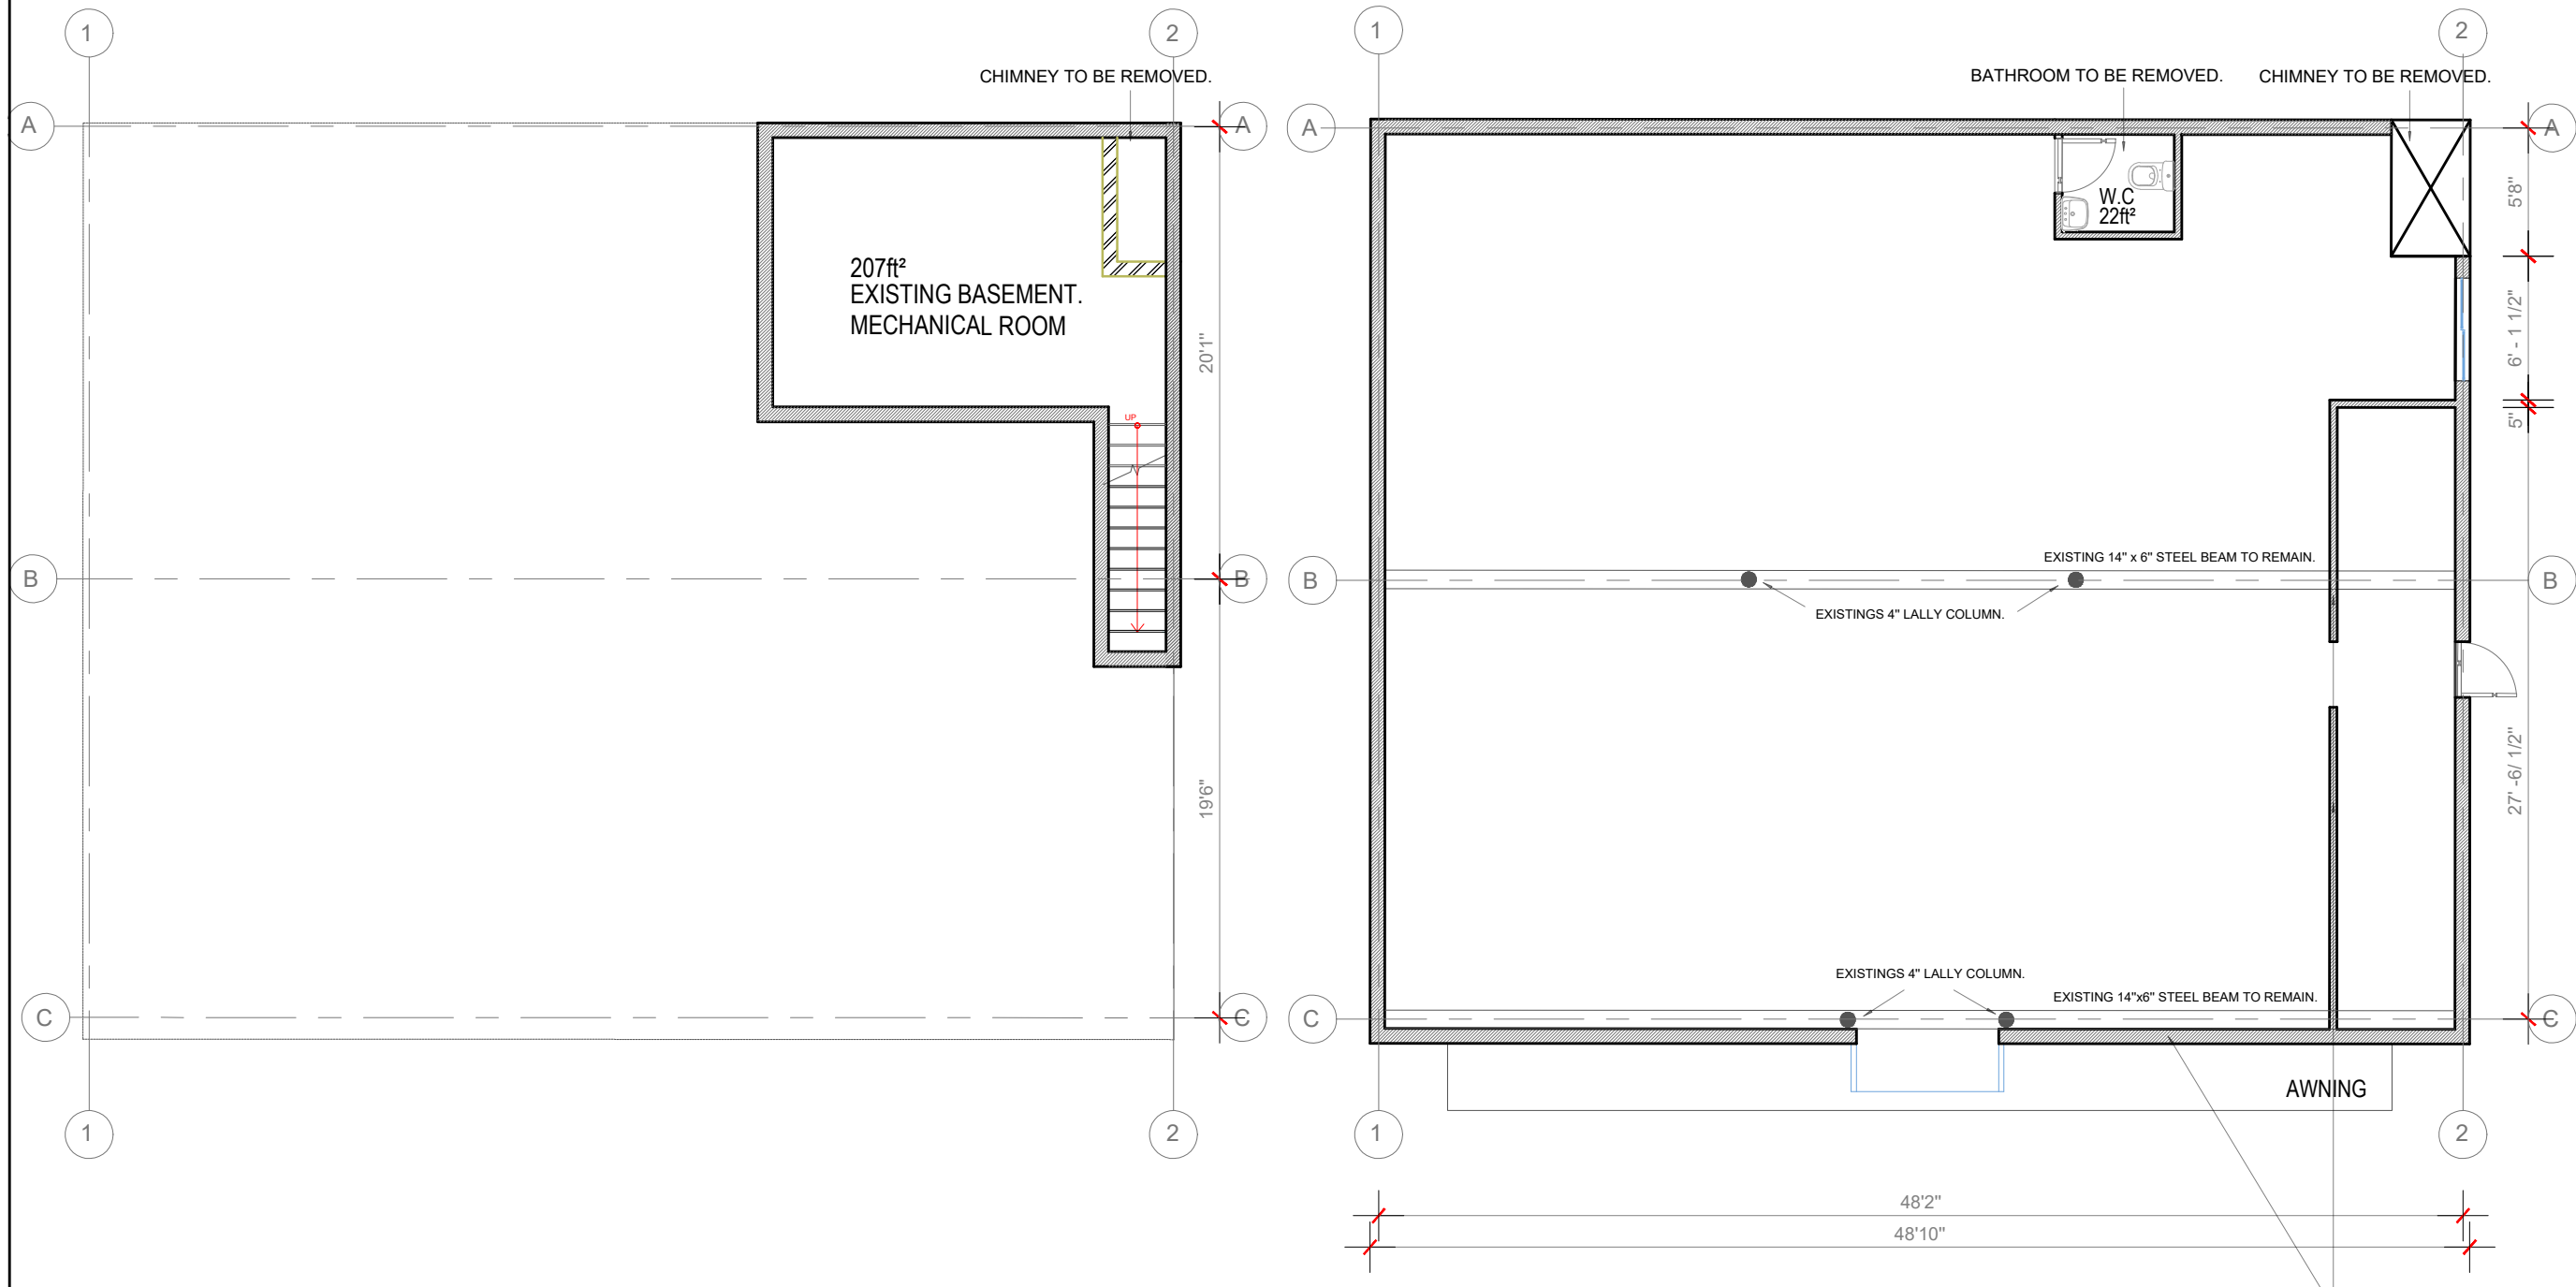 1
2
1
2
CHIMNEY TO BE REMOVED.
BATHROOM TO BE REMOVED.
CHIMNEY TO BE REMOVED.
A
A
A
A
5'8"
W.C
22ft²
207ft²
EXISTING BASEMENT.
MECHANICAL ROOM
20'1"
6' - 1 1/2"
UP
5"
EXISTING 14" x 6" STEEL BEAM TO REMAIN.
B
B
B
B
EXISTINGS 4" LALLY COLUMN.
19'6"
27' -6/ 1/2"
EXISTINGS 4" LALLY COLUMN.
EXISTING 14"x6" STEEL BEAM TO REMAIN.
C
C
C
C
AWNING
1
2
1
2
48'2"
48'10"